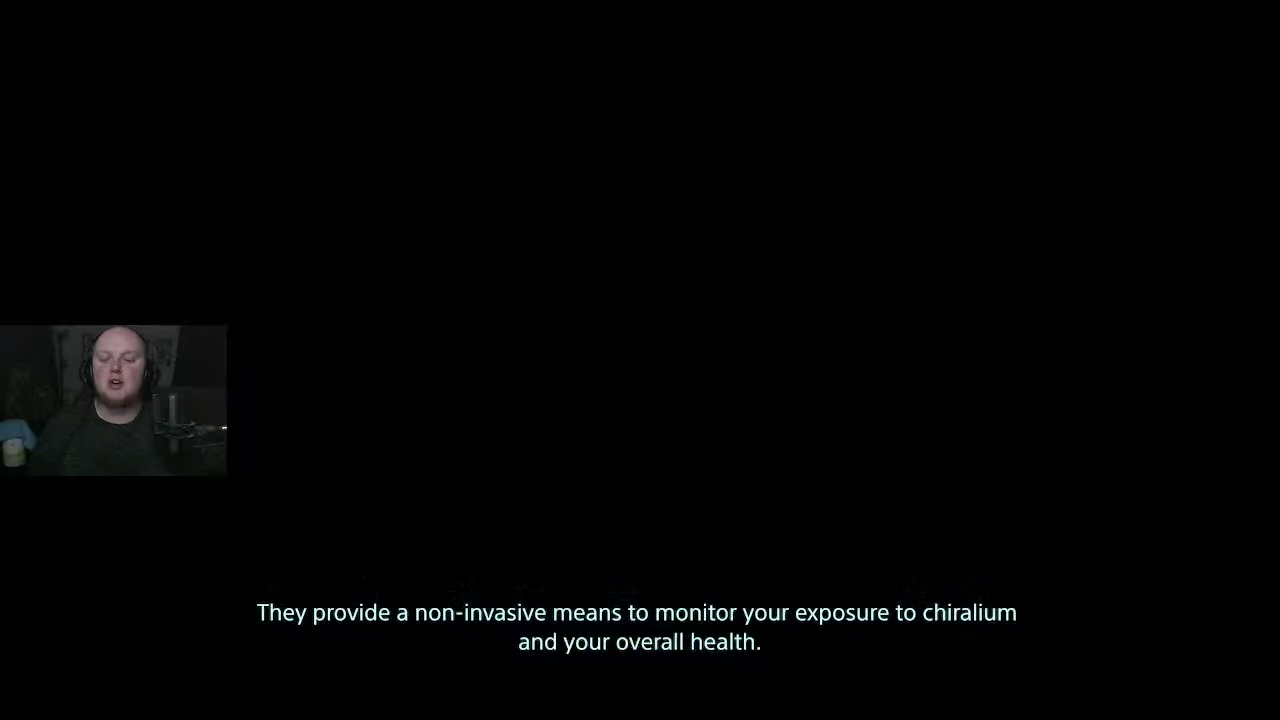 They provide a non-invasive means to monitor your exposure to chiralium
and your overall health.